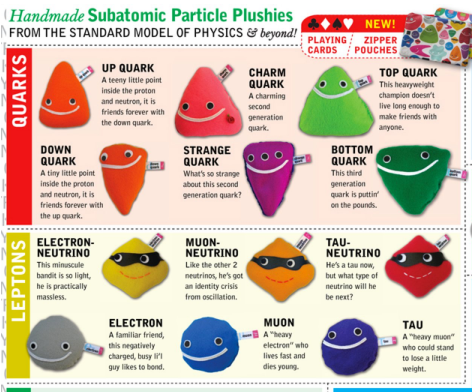 Handmade Subatomic Particle Plushies
FROM THE STANDARD MODEL OF PHYSICS & beyond!
NEW!
PLAYING CARDS
ZIPPER POUCHES
QUARKS
UP QUARK
A teeny little point
inside the proton
and neutron, it is
friends forever with
the down quark.
CHARM
QUARK
A charming
second
generation
quark.
TOP QUARK
This heavyweight
champion doesn't
live long enough to
make friends with
anyone.
DOWN
QUARK
A tiny little point
inside the proton
and neutron, it is
friends forever with
the up quark.
STRANGE
QUARK
What's so strange
about this second
generation quark?
BOTTOM
QUARK
This third
generation
quark is puttin'
on the pounds.
LEPTONS
ELECTRON-
NEUTRINO
This minuscule
bandit is so light,
he is practically
massless.
MUON-
NEUTRINO
Like the other 2
neutrinos, he's got
an identity crisis
from oscillation.
TAU-
NEUTRINO
He's a tau now,
but what type of
neutrino will he
be next?
ELECTRON
A familiar friend,
this negatively
charged, busy li'l
guy likes to bond.
MUON
A "heavy
electron" who
lives fast and
dies young.
TAU
A "heavy muon"
who could stand
to lose a little
weight.